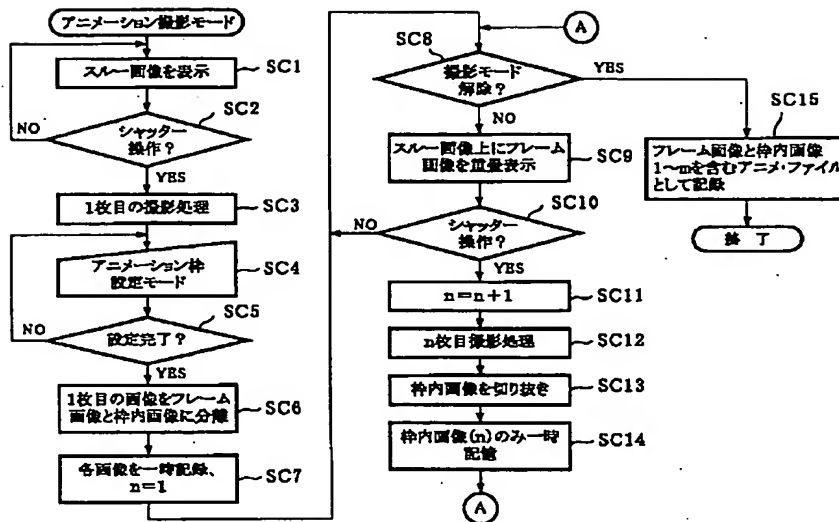 アニメーション撮影モード
スルー画像を表示
SC1
SC2
シャッター
操作?
NO
YES
1枚目の撮影処理
SC3
アニメーション枠
設定モード
SC4
SC5
設定完了?
NO
YES
1枚目の画像をフレーム
画像と枠内画像に分離
SC6
各画像を一時記録、
n=1
SC7
A
SC8
撮影モード
解除?
YES
NO
スルー画像上にフレーム
画像を重畳表示
SC9
SC10
シャッター
操作?
NO
YES
n=n+1
SC11
n枚目撮影処理
SC12
枠内画像を切り抜き
SC13
枠内画像(n)のみ一時
記憶
SC14
A
SC15
フレーム画像と枠内画像
1~mを含むアニメ・ファイル
として記録
終了